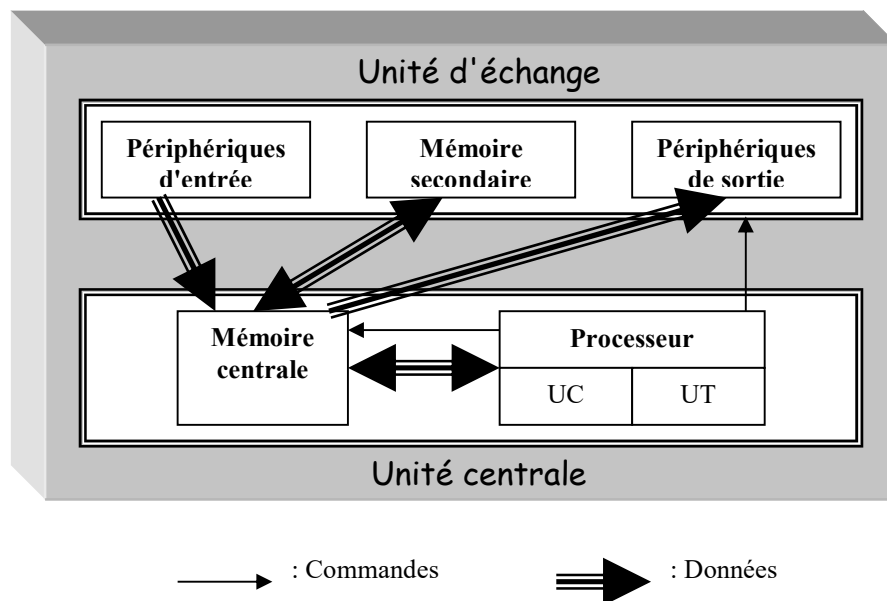 Unité d'échange
Périphériques
d'entrée
Mémoire
secondaire
Périphériques
de sortie
Mémoire
centrale
Processeur
UC
UT
Unité centrale
: Commandes
: Données